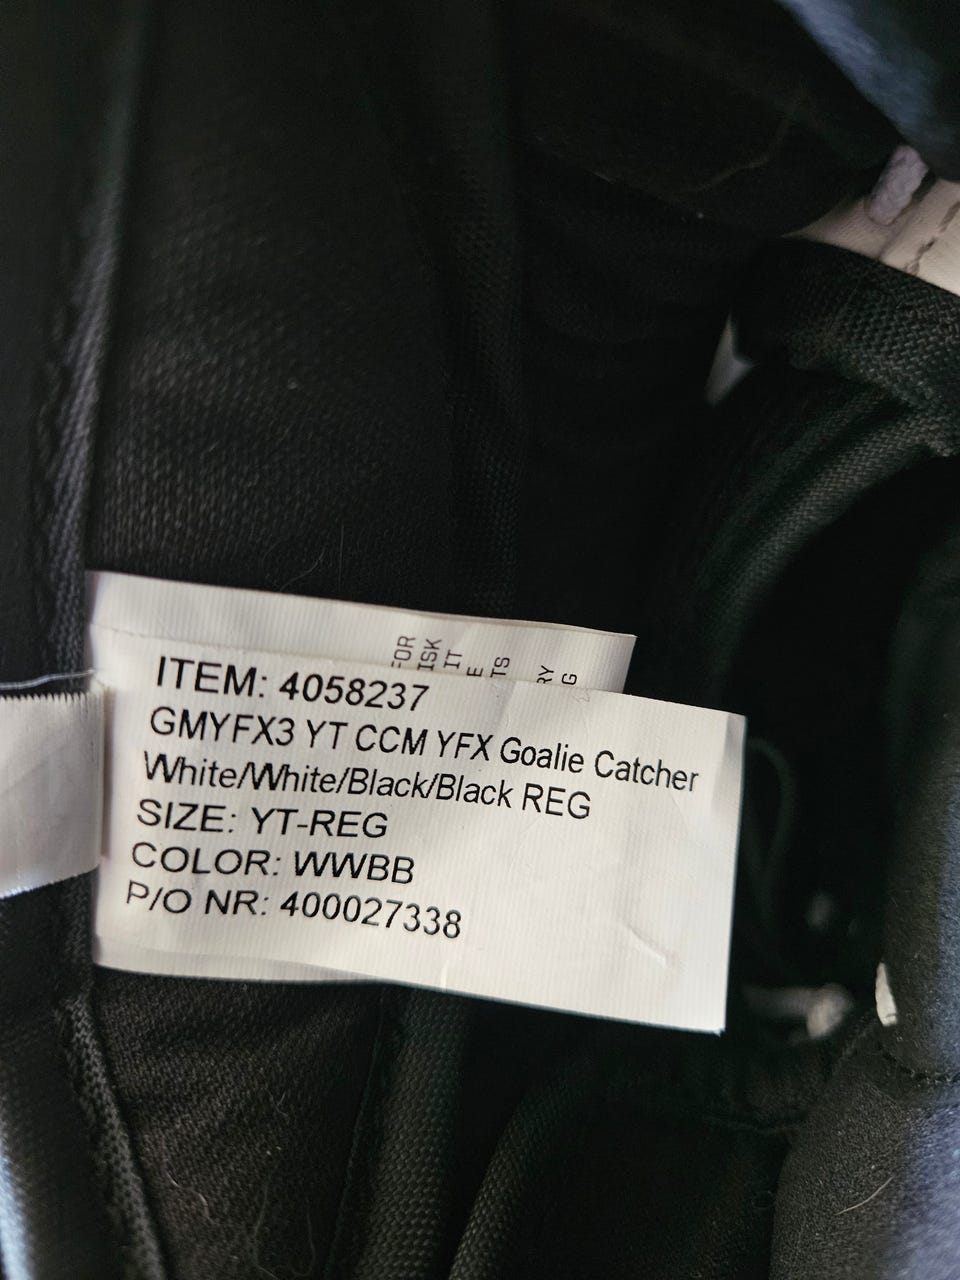 ITEM: 4058237
GMYFX3 YT CCM YFX Goalie Catcher
White/White/Black/Black REG
SIZE: YT-REG
COLOR: WWBB
P/O NR: 400027338